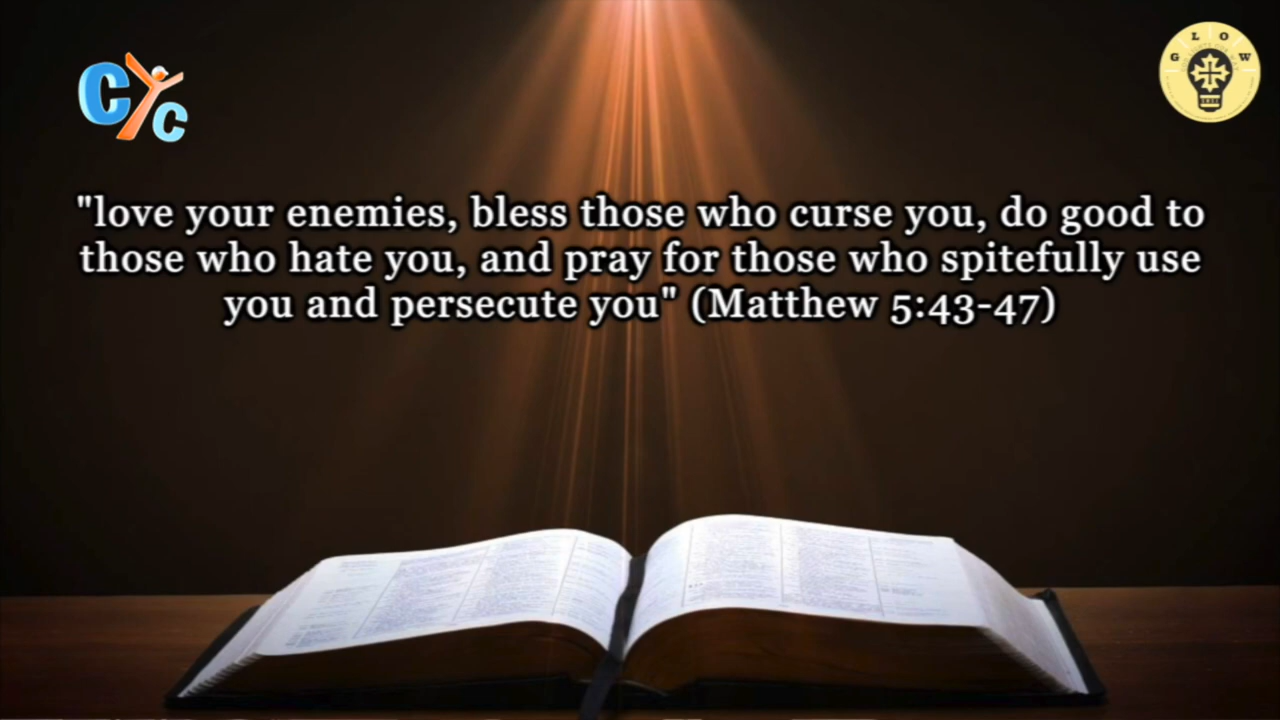 CYC
G L O W
"love your enemies, bless those who curse you, do good to
those who hate you, and pray for those who spitefully use
you and persecute you" (Matthew 5:43-47)